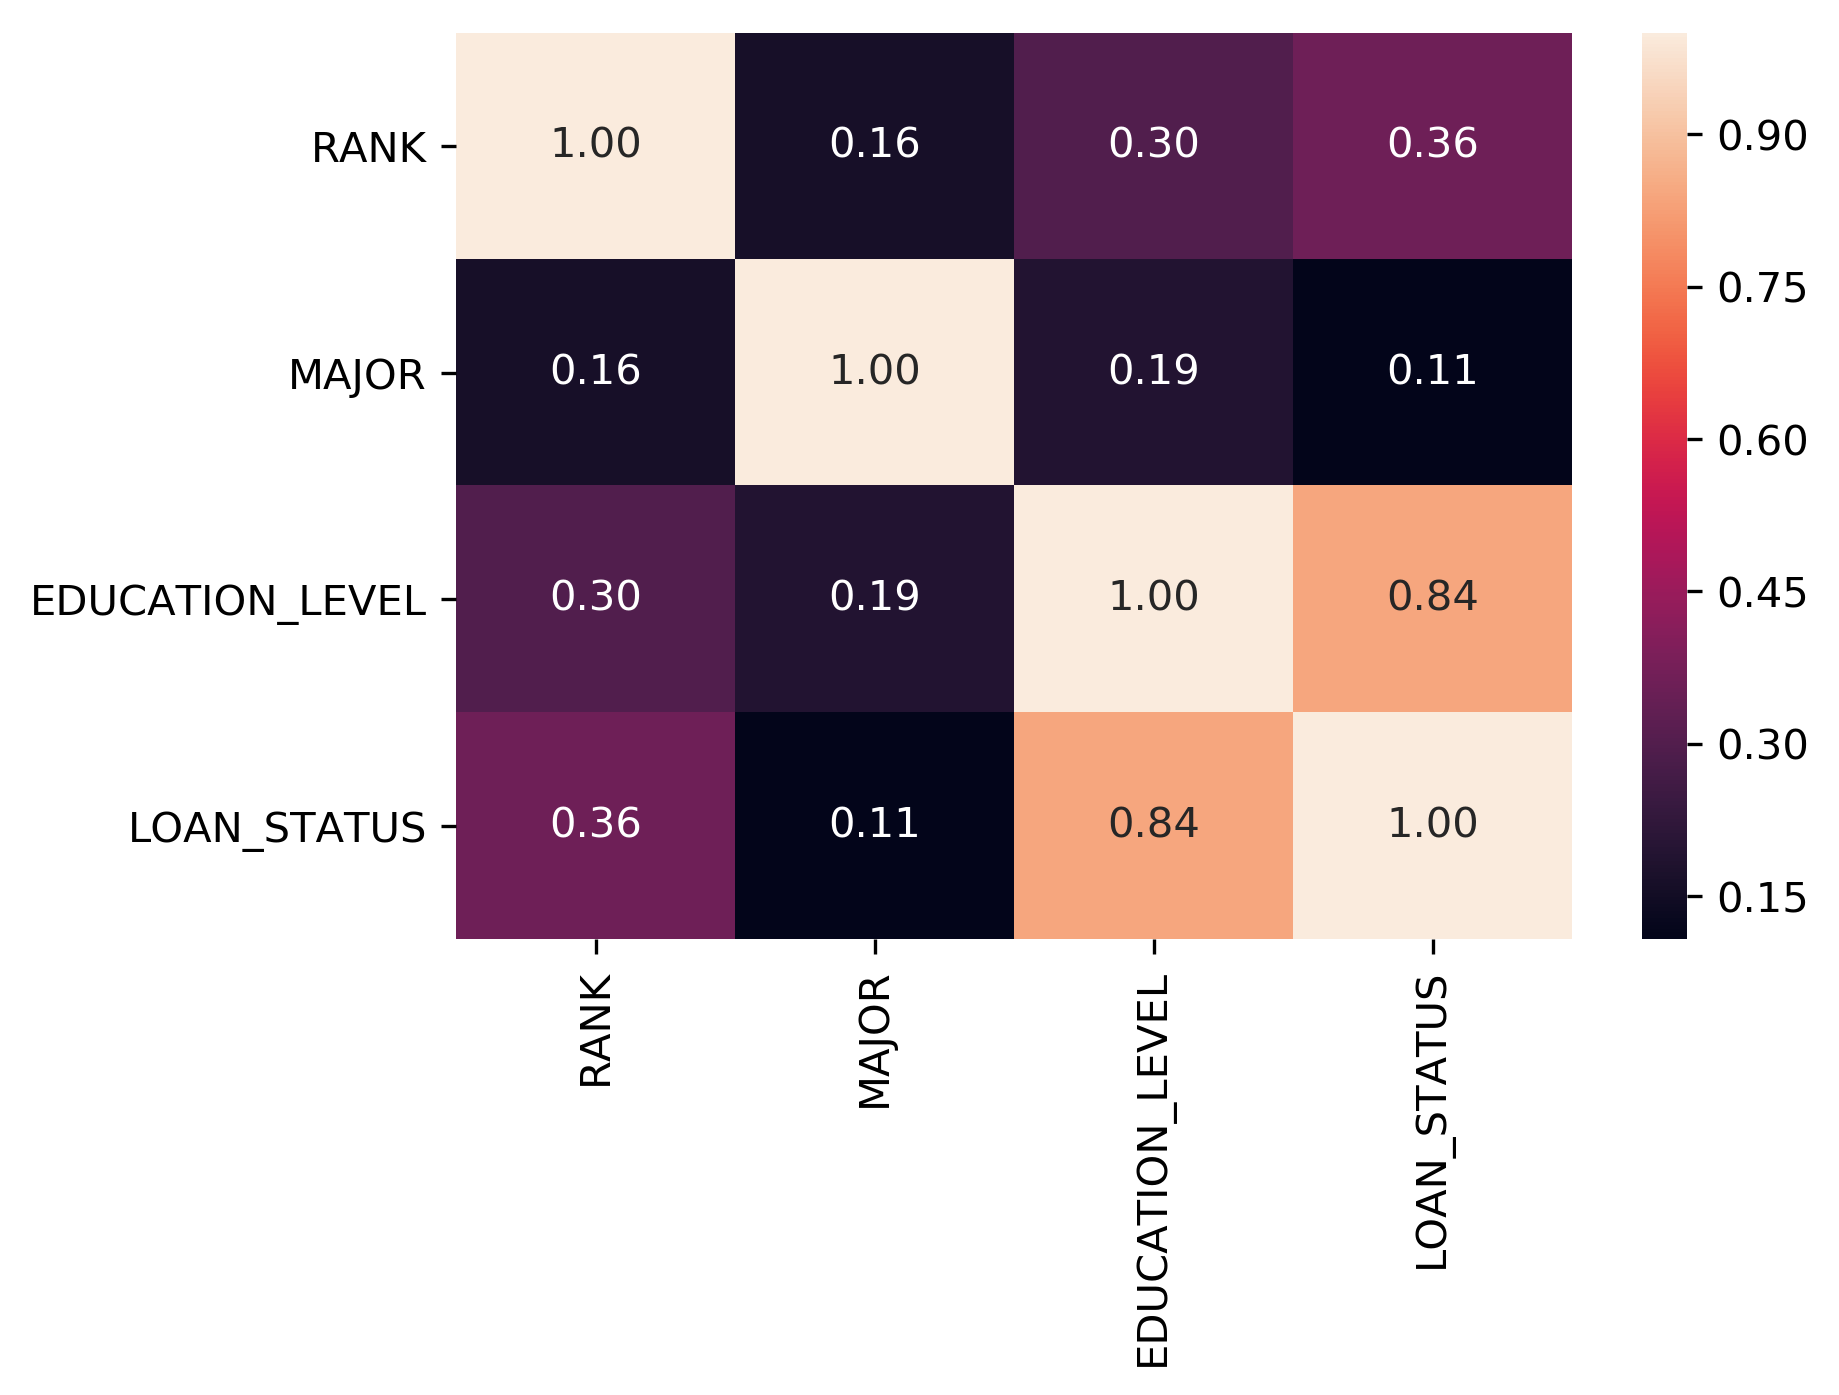 RANK 1.00 0.16 0.30 0.36
MAJOR 0.16 1.00 0.19 0.11
EDUCATION_LEVEL 0.30 0.19 1.00 0.84
LOAN_STATUS 0.36 0.11 0.84 1.00
RANK
MAJOR
EDUCATION_LEVEL
LOAN_STATUS
0.90
0.75
0.60
0.45
0.30
0.15